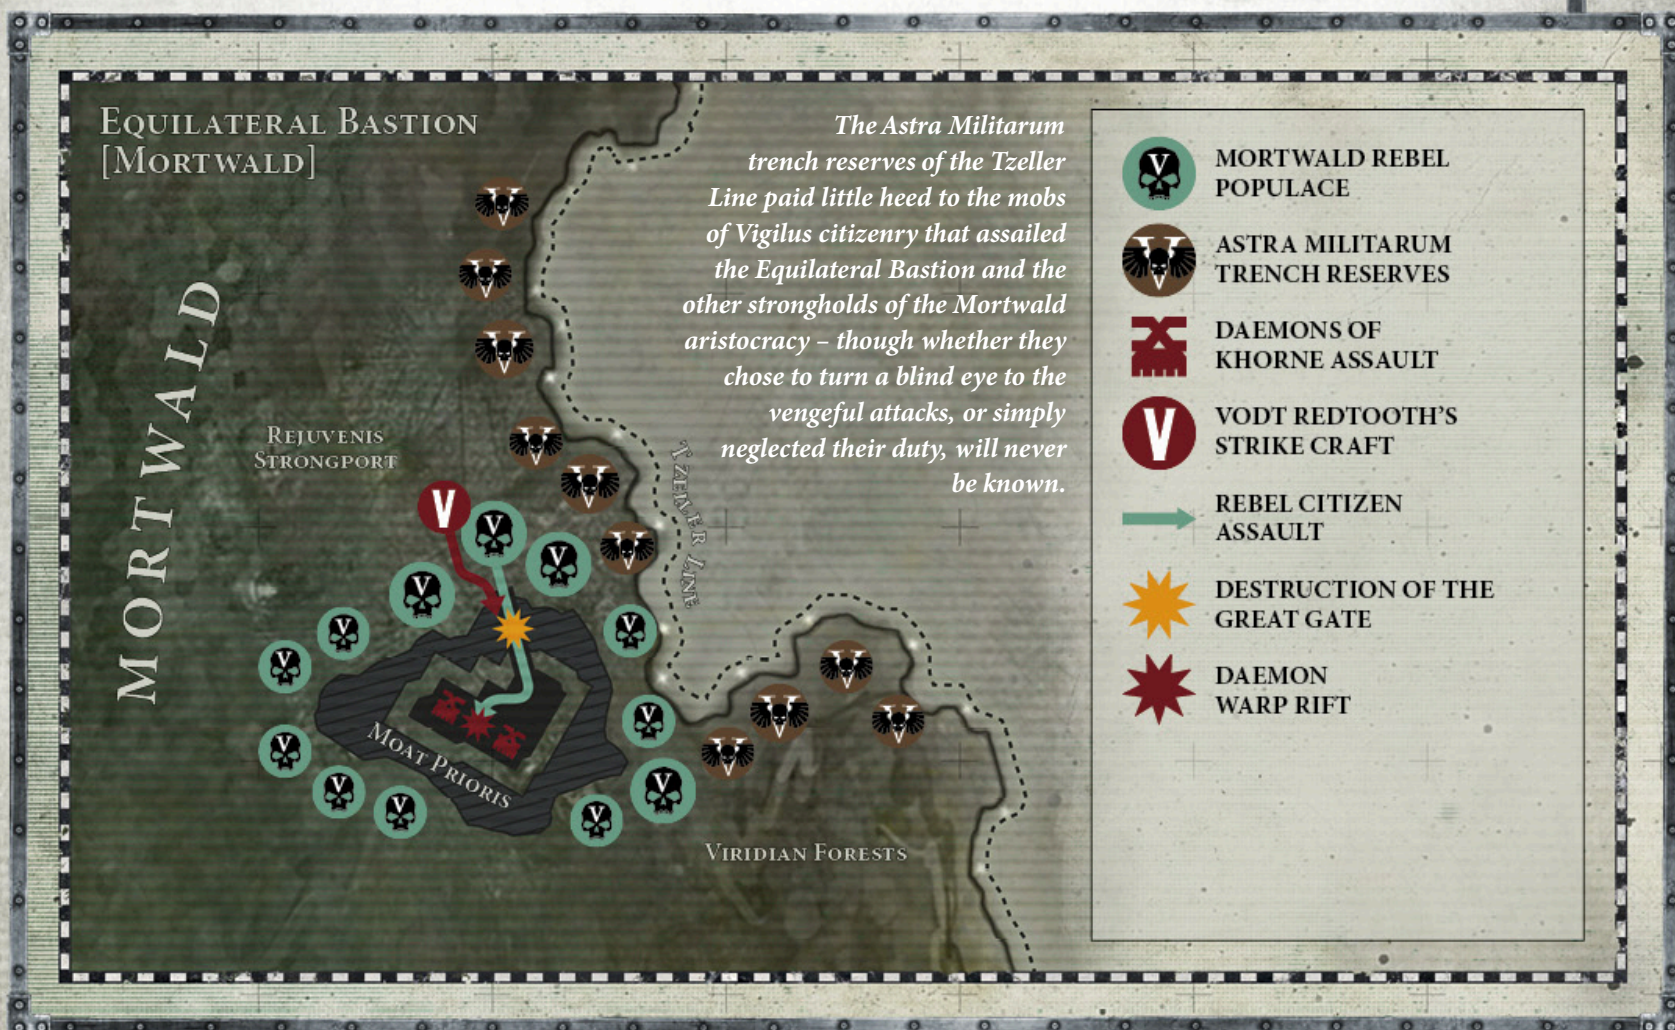 EQUILATERAL BASTION
[MORTWALD]
The Astra Militarum
trench reserves of the Tzeller
Line paid little heed to the mobs
of Vigilus citizenry that assailed
the Equilateral Bastion and the
other strongholds of the Mortwald
aristocracy – though whether they
chose to turn a blind eye to the
vengeful attacks, or simply
neglected their duty, will never
be known.
MORTWALD
REJUVENIS
STRONGPORT
TZELLER LINE
MOAT PRIORIS
VIRIDIAN FORESTS
V
MORTWALD REBEL
POPULACE
V
ASTRA MILITARUM
TRENCH RESERVES
DAEMONS OF
KHORNE ASSAULT
V
VODT REDTOOTH'S
STRIKE CRAFT
REBEL CITIZEN
ASSAULT
DESTRUCTION OF THE
GREAT GATE
DAEMON
WARP RIFT